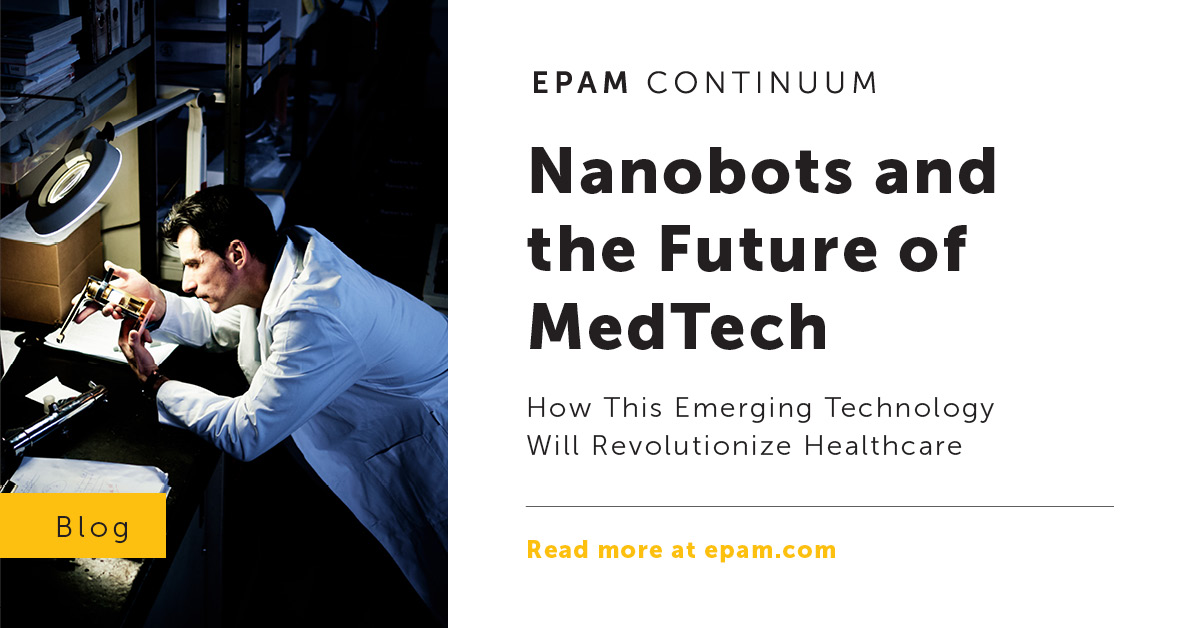 EPAM CONTINUUM
Nanobots and
the Future of
MedTech
How This Emerging Technology
Will Revolutionize Healthcare
Blog
Read more at epam.com